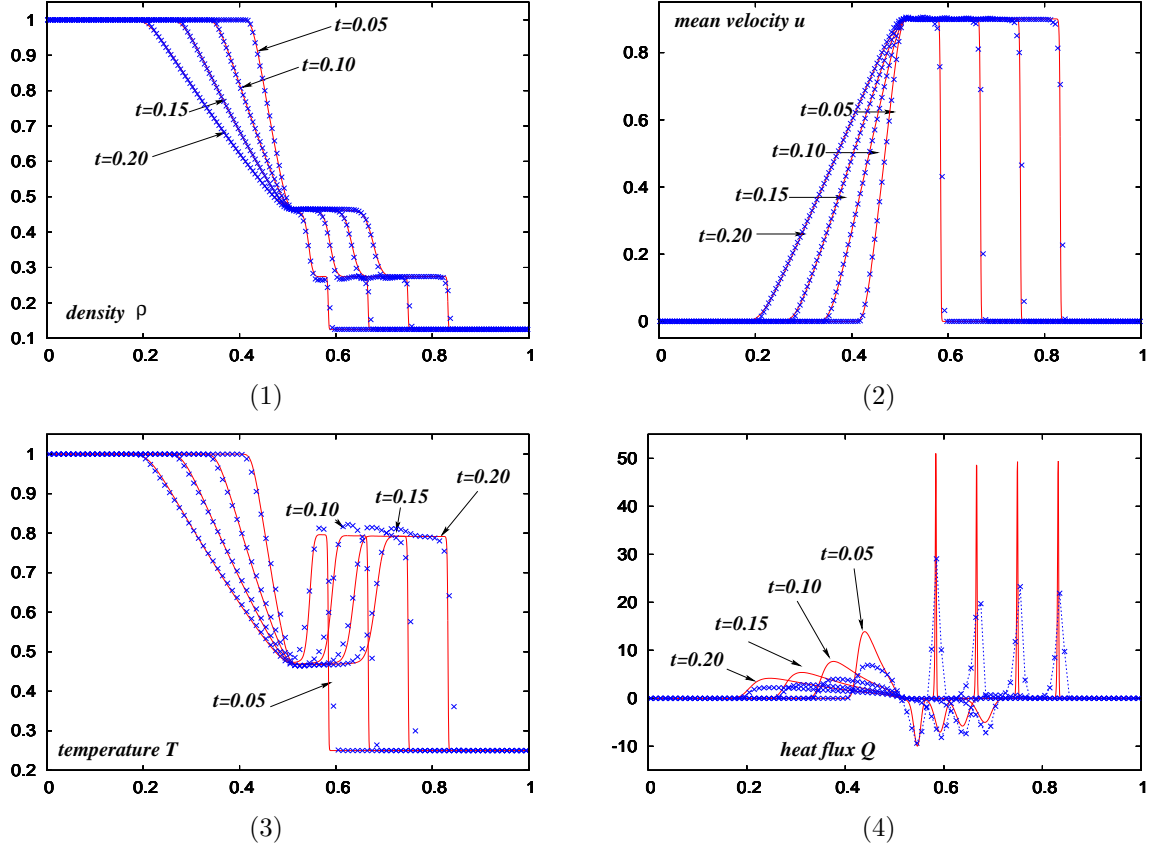 1
0.9
0.8
0.7
0.6
0.5
0.4
0.3
0.2
0.1
0 0.2 0.4 0.6 0.8 1
t=0.05
t=0.10
t=0.15
t=0.20
density ρ
(1)
mean velocity u
0.8
0.6
0.4
0.2
0
0 0.2 0.4 0.6 0.8 1
t=0.05
t=0.10
t=0.15
t=0.20
(2)
1
0.9
0.8
0.7
0.6
0.5
0.4
0.3
0.2
0 0.2 0.4 0.6 0.8 1
t=0.20
t=0.15
t=0.10
t=0.05
temperature T
(3)
50
40
30
20
10
0
-10
0 0.2 0.4 0.6 0.8 1
t=0.05
t=0.10
t=0.15
t=0.20
heat flux Q
(4)